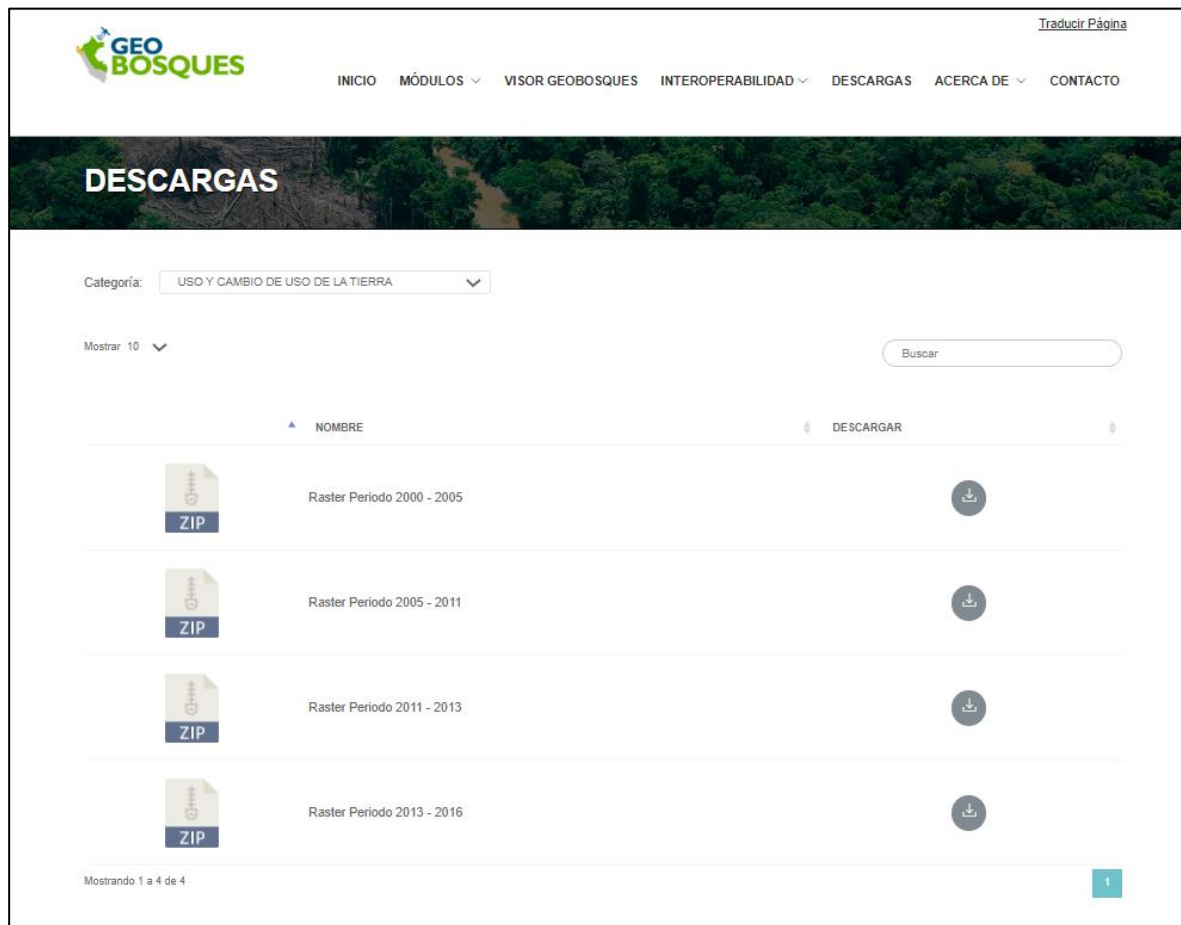 Traducir Página
GEO
BOSQUES
INICIO MÓDULOS VISOR GEOBOSQUES INTEROPERABILIDAD DESCARGAS ACERCA DE CONTACTO
DESCARGAS
Categoría: USO Y CAMBIO DE USO DE LA TIERRA
Mostrar 10
Buscar
NOMBRE DESCARGAR
ZIP Raster Periodo 2000 - 2005
ZIP Raster Periodo 2005 - 2011
ZIP Raster Periodo 2011 - 2013
ZIP Raster Periodo 2013 - 2016
Mostrando 1 a 4 de 4 1